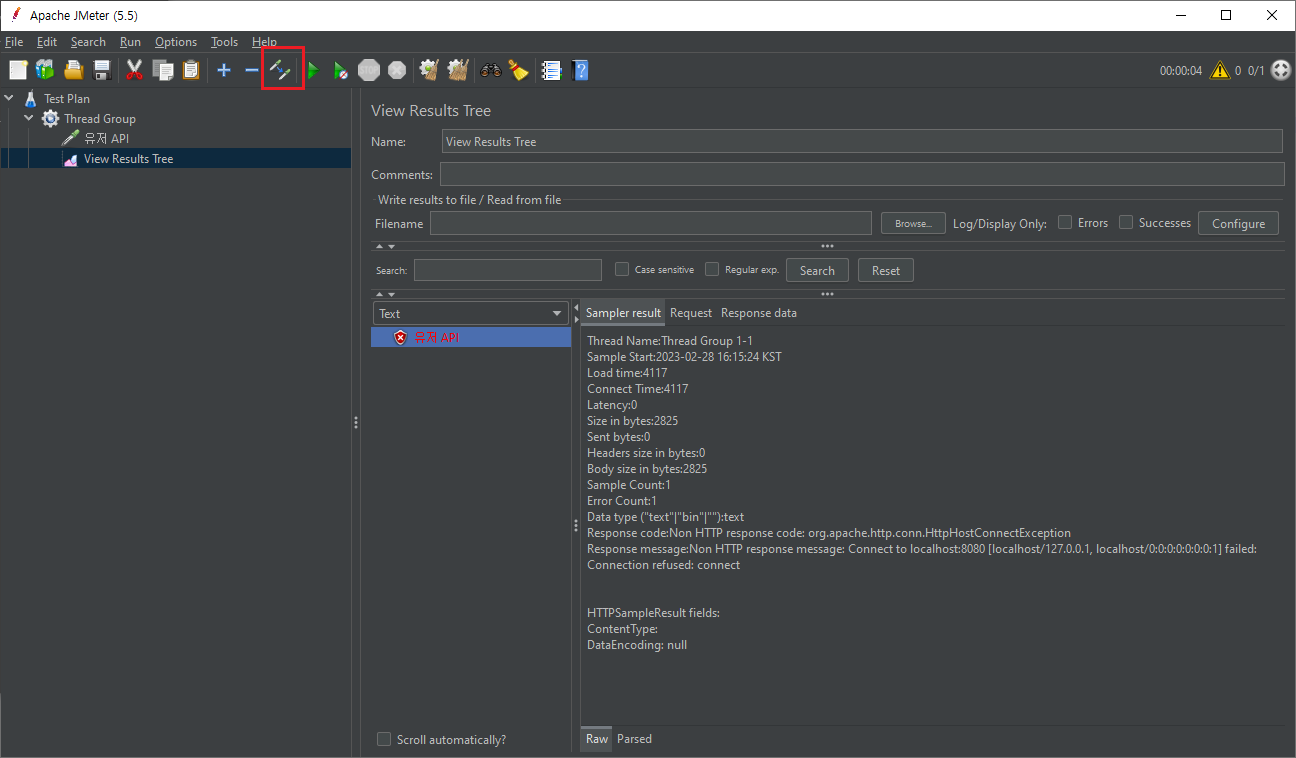 Apache JMeter (5.5)
File Edit Search Run Options Tools Help
STOP
00:00:04 0 0/1
Test Plan
Thread Group
유저 API
View Results Tree
View Results Tree
Name: View Results Tree
Comments:
Write results to file / Read from file
Filename Browse... Log/Display Only: Errors Successes Configure
Search: Case sensitive Regular exp. Search Reset
Text
유저 API
Scroll automatically?
Sampler result Request Response data
Thread Name:Thread Group 1-1
Sample Start:2023-02-28 16:15:24 KST
Load time:4117
Connect Time:4117
Latency:0
Size in bytes:2825
Sent bytes:0
Headers size in bytes:0
Body size in bytes:2825
Sample Count:1
Error Count:1
Data type ("text"|"bin"|""):text
Response code:Non HTTP response code: org.apache.http.conn.HttpHostConnectException
Response message:Non HTTP response message: Connect to localhost:8080 [localhost/127.0.0.1, localhost/0:0:0:0:0:0:0:1] failed:
Connection refused: connect
HTTPSampleResult fields:
ContentType:
DataEncoding: null
Raw Parsed